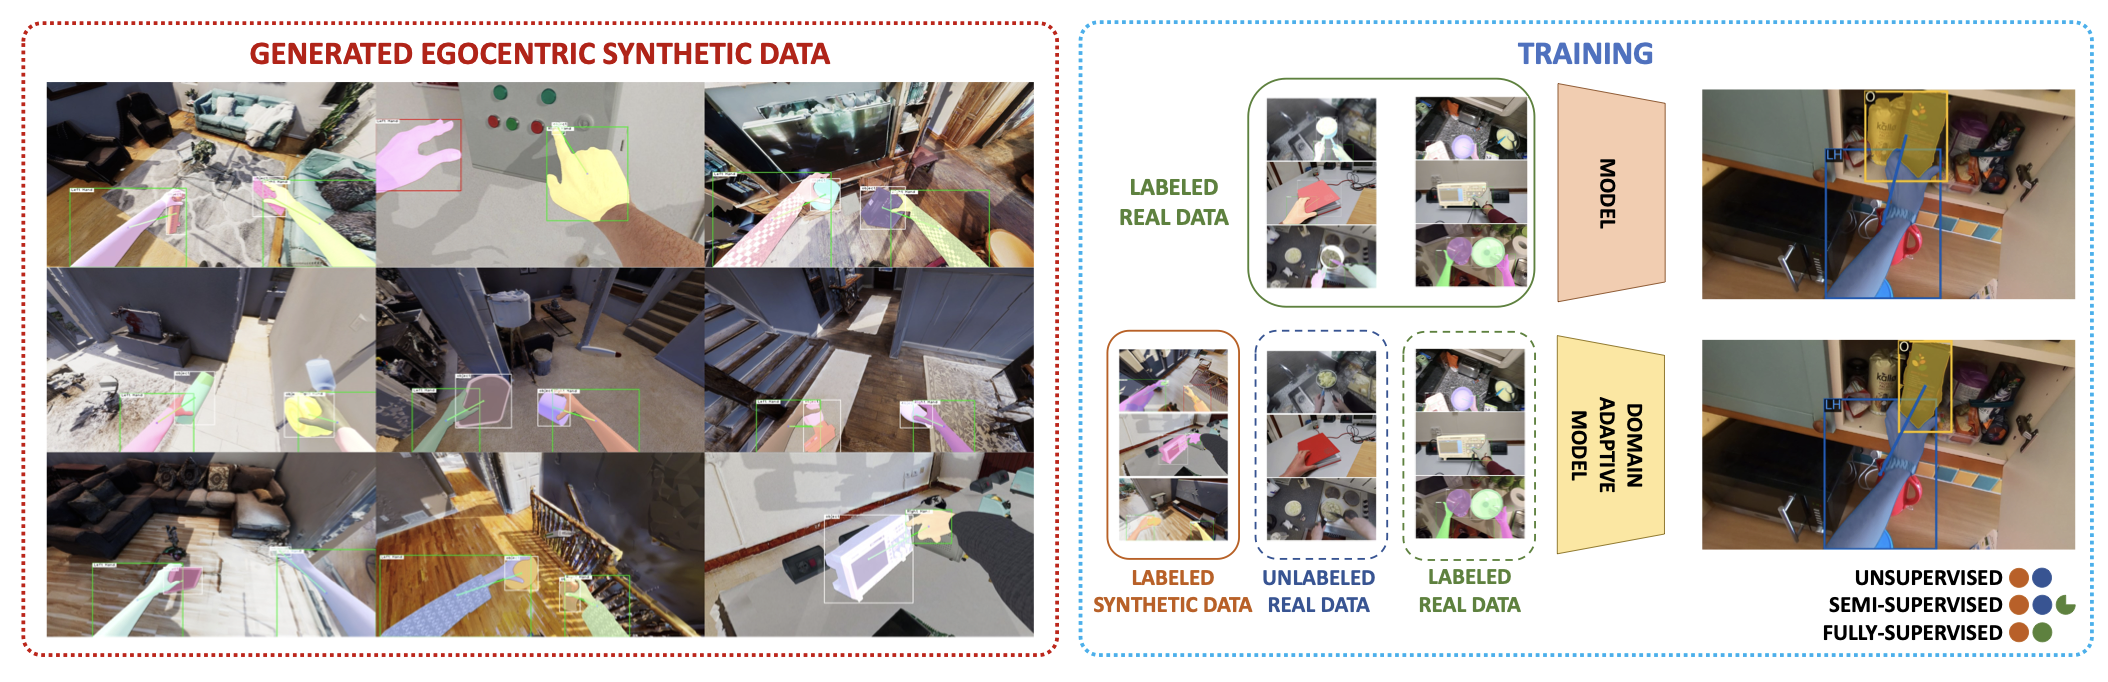 GENERATED EGOCENTRIC SYNTHETIC DATA
TRAINING
LABELED
REAL DATA
MODEL
O
LH
LABELED
SYNTHETIC DATA
UNLABELED
REAL DATA
LABELED
REAL DATA
DOMAIN
ADAPTIVE
MODEL
O
kölle
LH
UNSUPERVISED
SEMI-SUPERVISED
FULLY-SUPERVISED